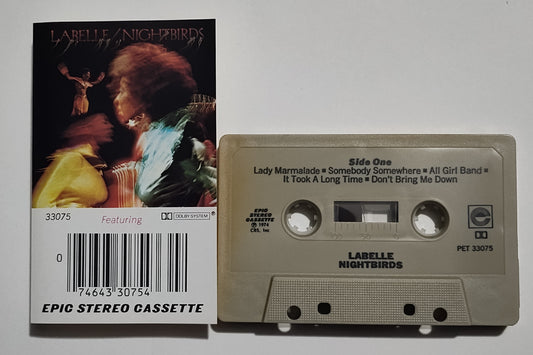 LABELLE/NIGHTBIRDS
33075 Featuring DOLBY SYSTEM ®
0 74643 30754
EPIC STEREO CASSETTE
Side One
Lady Marmalade ■ Somebody Somewhere ■ All Girl Band ■
It Took A Long Time ■ Don't Bring Me Down
EPIC
STEREO
CASSETTE
℗ 1974
CBS, Inc
e
PET 33075
LABELLE
NIGHTBIRDS